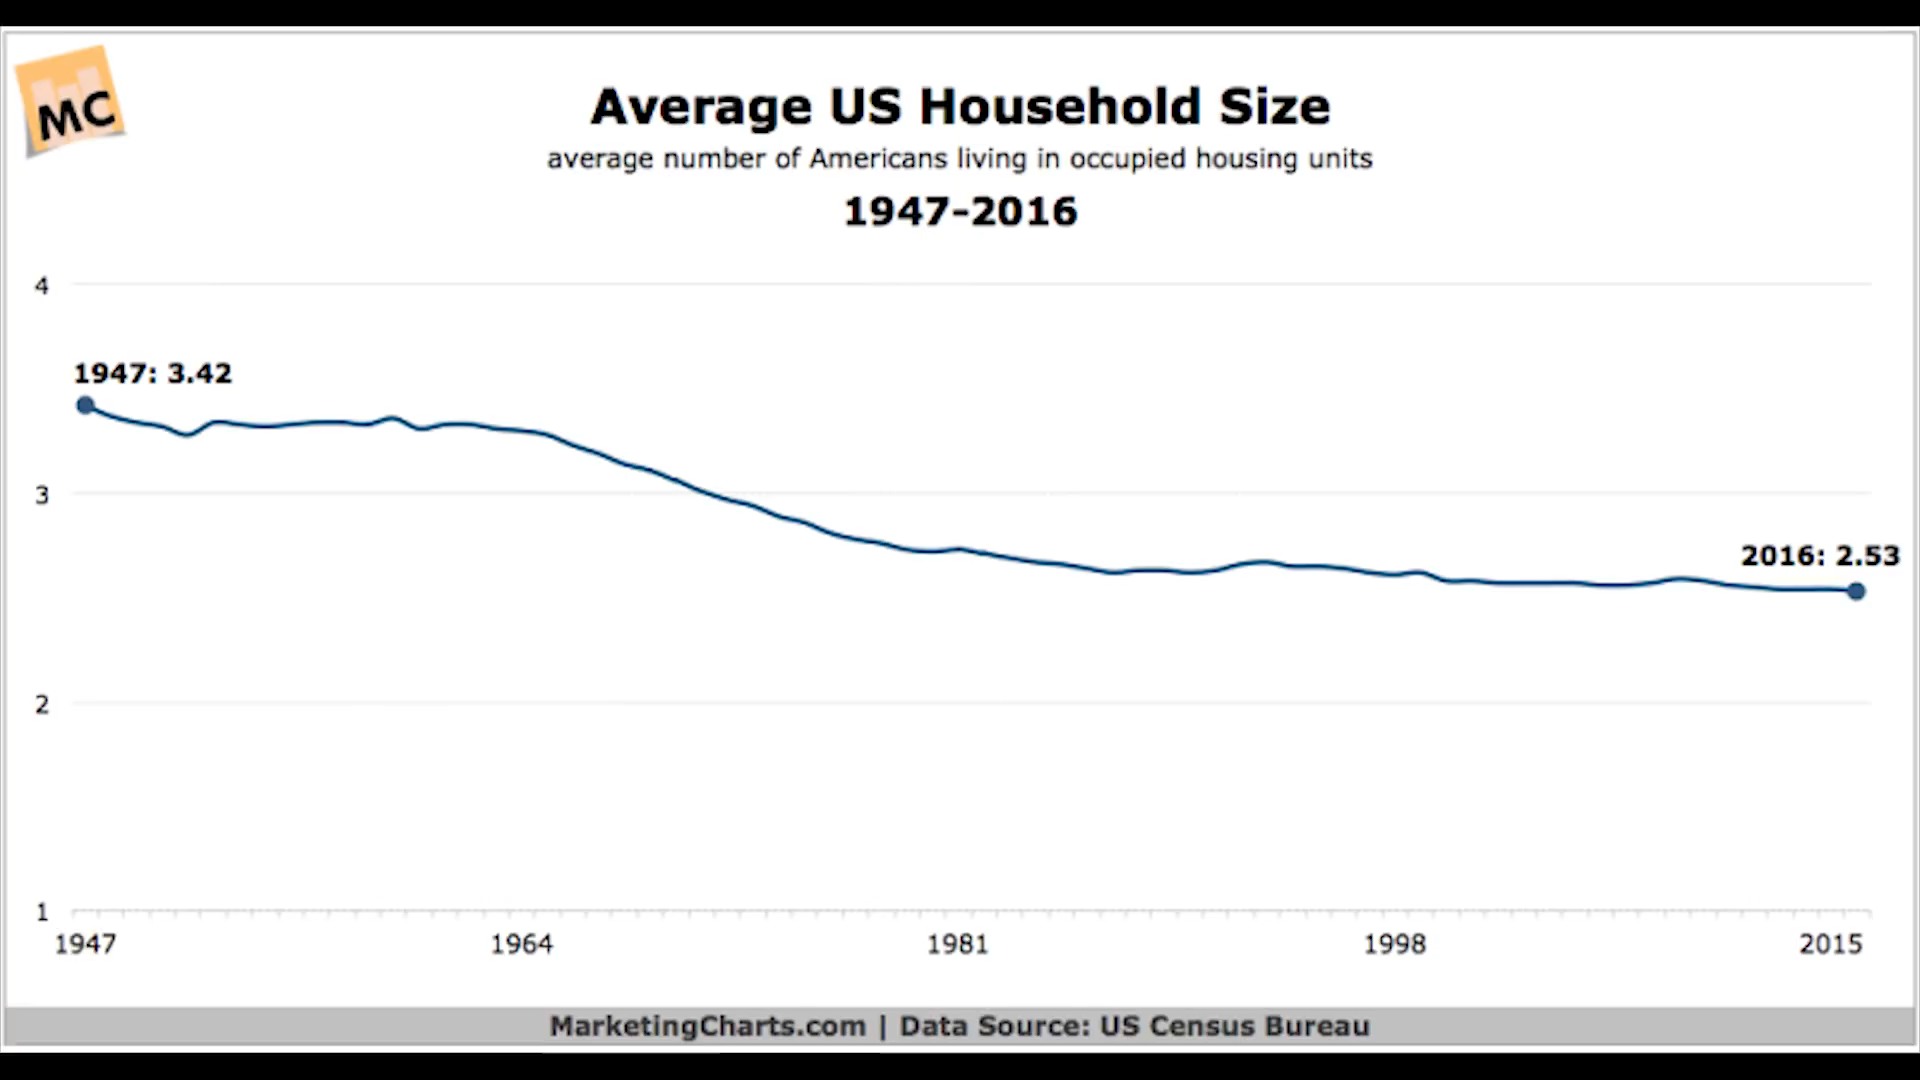 MC
Average US Household Size
average number of Americans living in occupied housing units
1947-2016
4
1947: 3.42
3
2016: 2.53
2
1
1947 1964 1981 1998 2015
MarketingCharts.com | Data Source: US Census Bureau